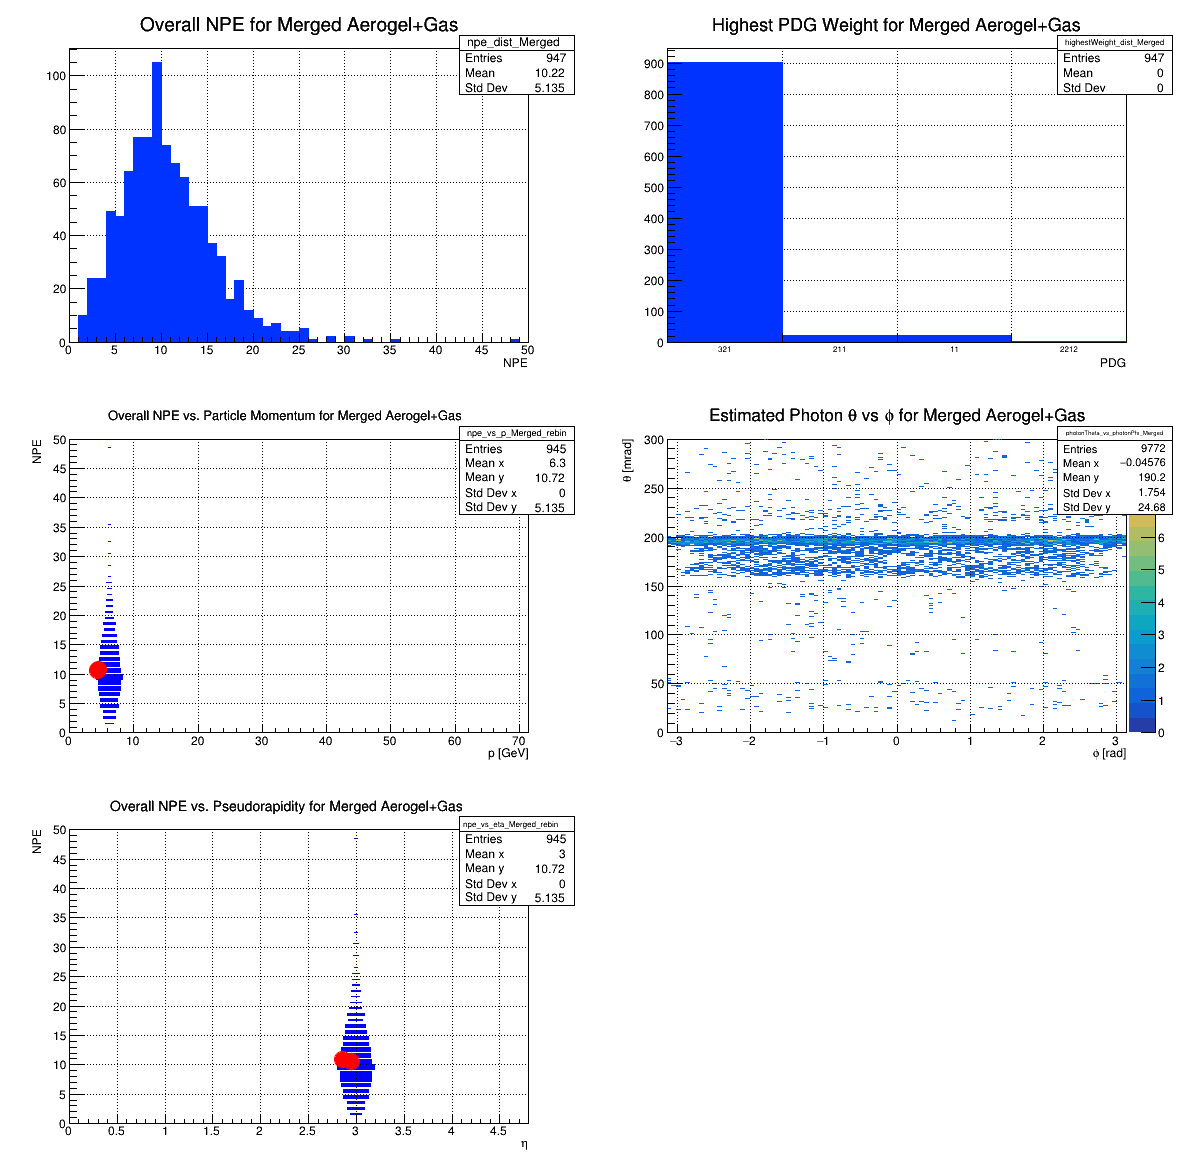 Overall NPE for Merged Aerogel+Gas
npe_dist_Merged
Entries 947
Mean 10.22
Std Dev 5.135
100
80
60
40
20
0
0 5 10 15 20 25 30 35 40 45 50
NPE
Highest PDG Weight for Merged Aerogel+Gas
highestWeight_dist_Merged
Entries 947
Mean 0
Std Dev 0
900
800
700
600
500
400
300
200
100
0
321 211 11 2212
PDG
Overall NPE vs. Particle Momentum for Merged Aerogel+Gas
npe_vs_p_Merged_rebin
Entries 945
Mean x 6.3
Mean y 10.72
Std Dev x 0
Std Dev y 5.135
NPE
50
45
40
35
30
25
20
15
10
5
0
0 10 20 30 40 50 60 70
p [GeV]
Estimated Photon θ vs ϕ for Merged Aerogel+Gas
photonTheta_vs_photonPhi_Merged
Entries 9772
Mean x −0.04576
Mean y 190.2
Std Dev x 1.754
Std Dev y 24.68
θ [mrad]
300
250
200
150
100
50
0
−3 −2 −1 0 1 2 3
ϕ [rad]
6
5
4
3
2
1
0
Overall NPE vs. Pseudorapidity for Merged Aerogel+Gas
npe_vs_eta_Merged_rebin
Entries 945
Mean x 3
Mean y 10.72
Std Dev x 0
Std Dev y 5.135
NPE
50
45
40
35
30
25
20
15
10
5
0
0 0.5 1 1.5 2 2.5 3 3.5 4 4.5
η